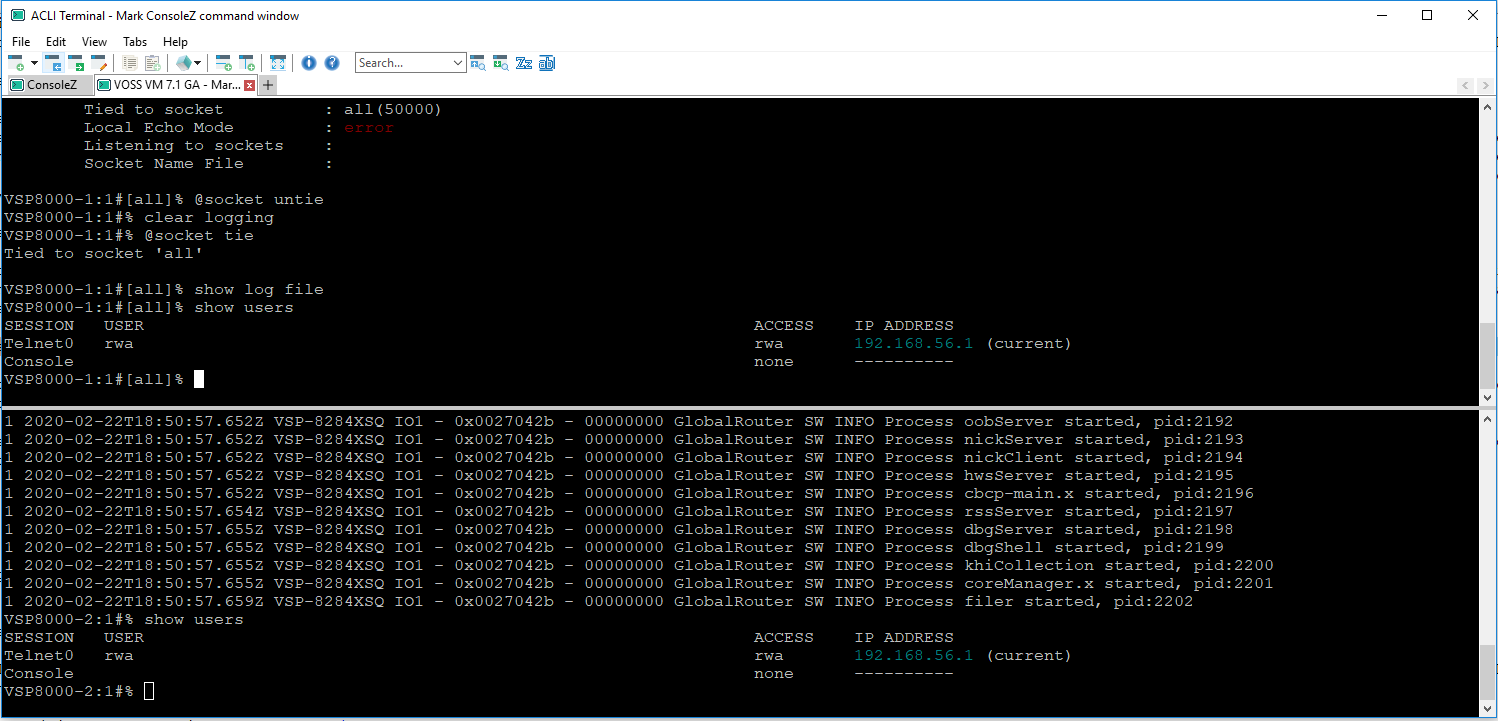 ACLI Terminal - Mark ConsoleZ command window
File Edit View Tabs Help
Search...
Zz ab
ConsoleZ VOSS VM 7.1 GA - Mar...
        Tied to socket          : all(50000)
        Local Echo Mode         : error
        Listening to sockets    :
        Socket Name File        :
VSP8000-1:1#[all]% @socket untie
VSP8000-1:1#% clear logging
VSP8000-1:1#% @socket tie
Tied to socket 'all'
VSP8000-1:1#[all]% show log file
VSP8000-1:1#[all]% show users
SESSION   USER                                                             ACCESS    IP ADDRESS
Telnet0   rwa                                                              rwa       192.168.56.1 (current)
Console                                                                    none      ----------
VSP8000-1:1#[all]%
1 2020-02-22T18:50:57.652Z VSP-8284XSQ IO1 - 0x0027042b - 00000000 GlobalRouter SW INFO Process oobServer started, pid:2192
1 2020-02-22T18:50:57.652Z VSP-8284XSQ IO1 - 0x0027042b - 00000000 GlobalRouter SW INFO Process nickServer started, pid:2193
1 2020-02-22T18:50:57.652Z VSP-8284XSQ IO1 - 0x0027042b - 00000000 GlobalRouter SW INFO Process nickClient started, pid:2194
1 2020-02-22T18:50:57.652Z VSP-8284XSQ IO1 - 0x0027042b - 00000000 GlobalRouter SW INFO Process hwsServer started, pid:2195
1 2020-02-22T18:50:57.652Z VSP-8284XSQ IO1 - 0x0027042b - 00000000 GlobalRouter SW INFO Process cbcp-main.x started, pid:2196
1 2020-02-22T18:50:57.654Z VSP-8284XSQ IO1 - 0x0027042b - 00000000 GlobalRouter SW INFO Process rssServer started, pid:2197
1 2020-02-22T18:50:57.655Z VSP-8284XSQ IO1 - 0x0027042b - 00000000 GlobalRouter SW INFO Process dbgServer started, pid:2198
1 2020-02-22T18:50:57.655Z VSP-8284XSQ IO1 - 0x0027042b - 00000000 GlobalRouter SW INFO Process dbgShell started, pid:2199
1 2020-02-22T18:50:57.655Z VSP-8284XSQ IO1 - 0x0027042b - 00000000 GlobalRouter SW INFO Process khiCollection started, pid:2200
1 2020-02-22T18:50:57.655Z VSP-8284XSQ IO1 - 0x0027042b - 00000000 GlobalRouter SW INFO Process coreManager.x started, pid:2201
1 2020-02-22T18:50:57.659Z VSP-8284XSQ IO1 - 0x0027042b - 00000000 GlobalRouter SW INFO Process filer started, pid:2202
VSP8000-2:1#% show users
SESSION   USER                                                             ACCESS    IP ADDRESS
Telnet0   rwa                                                              rwa       192.168.56.1 (current)
Console                                                                    none      ----------
VSP8000-2:1#%